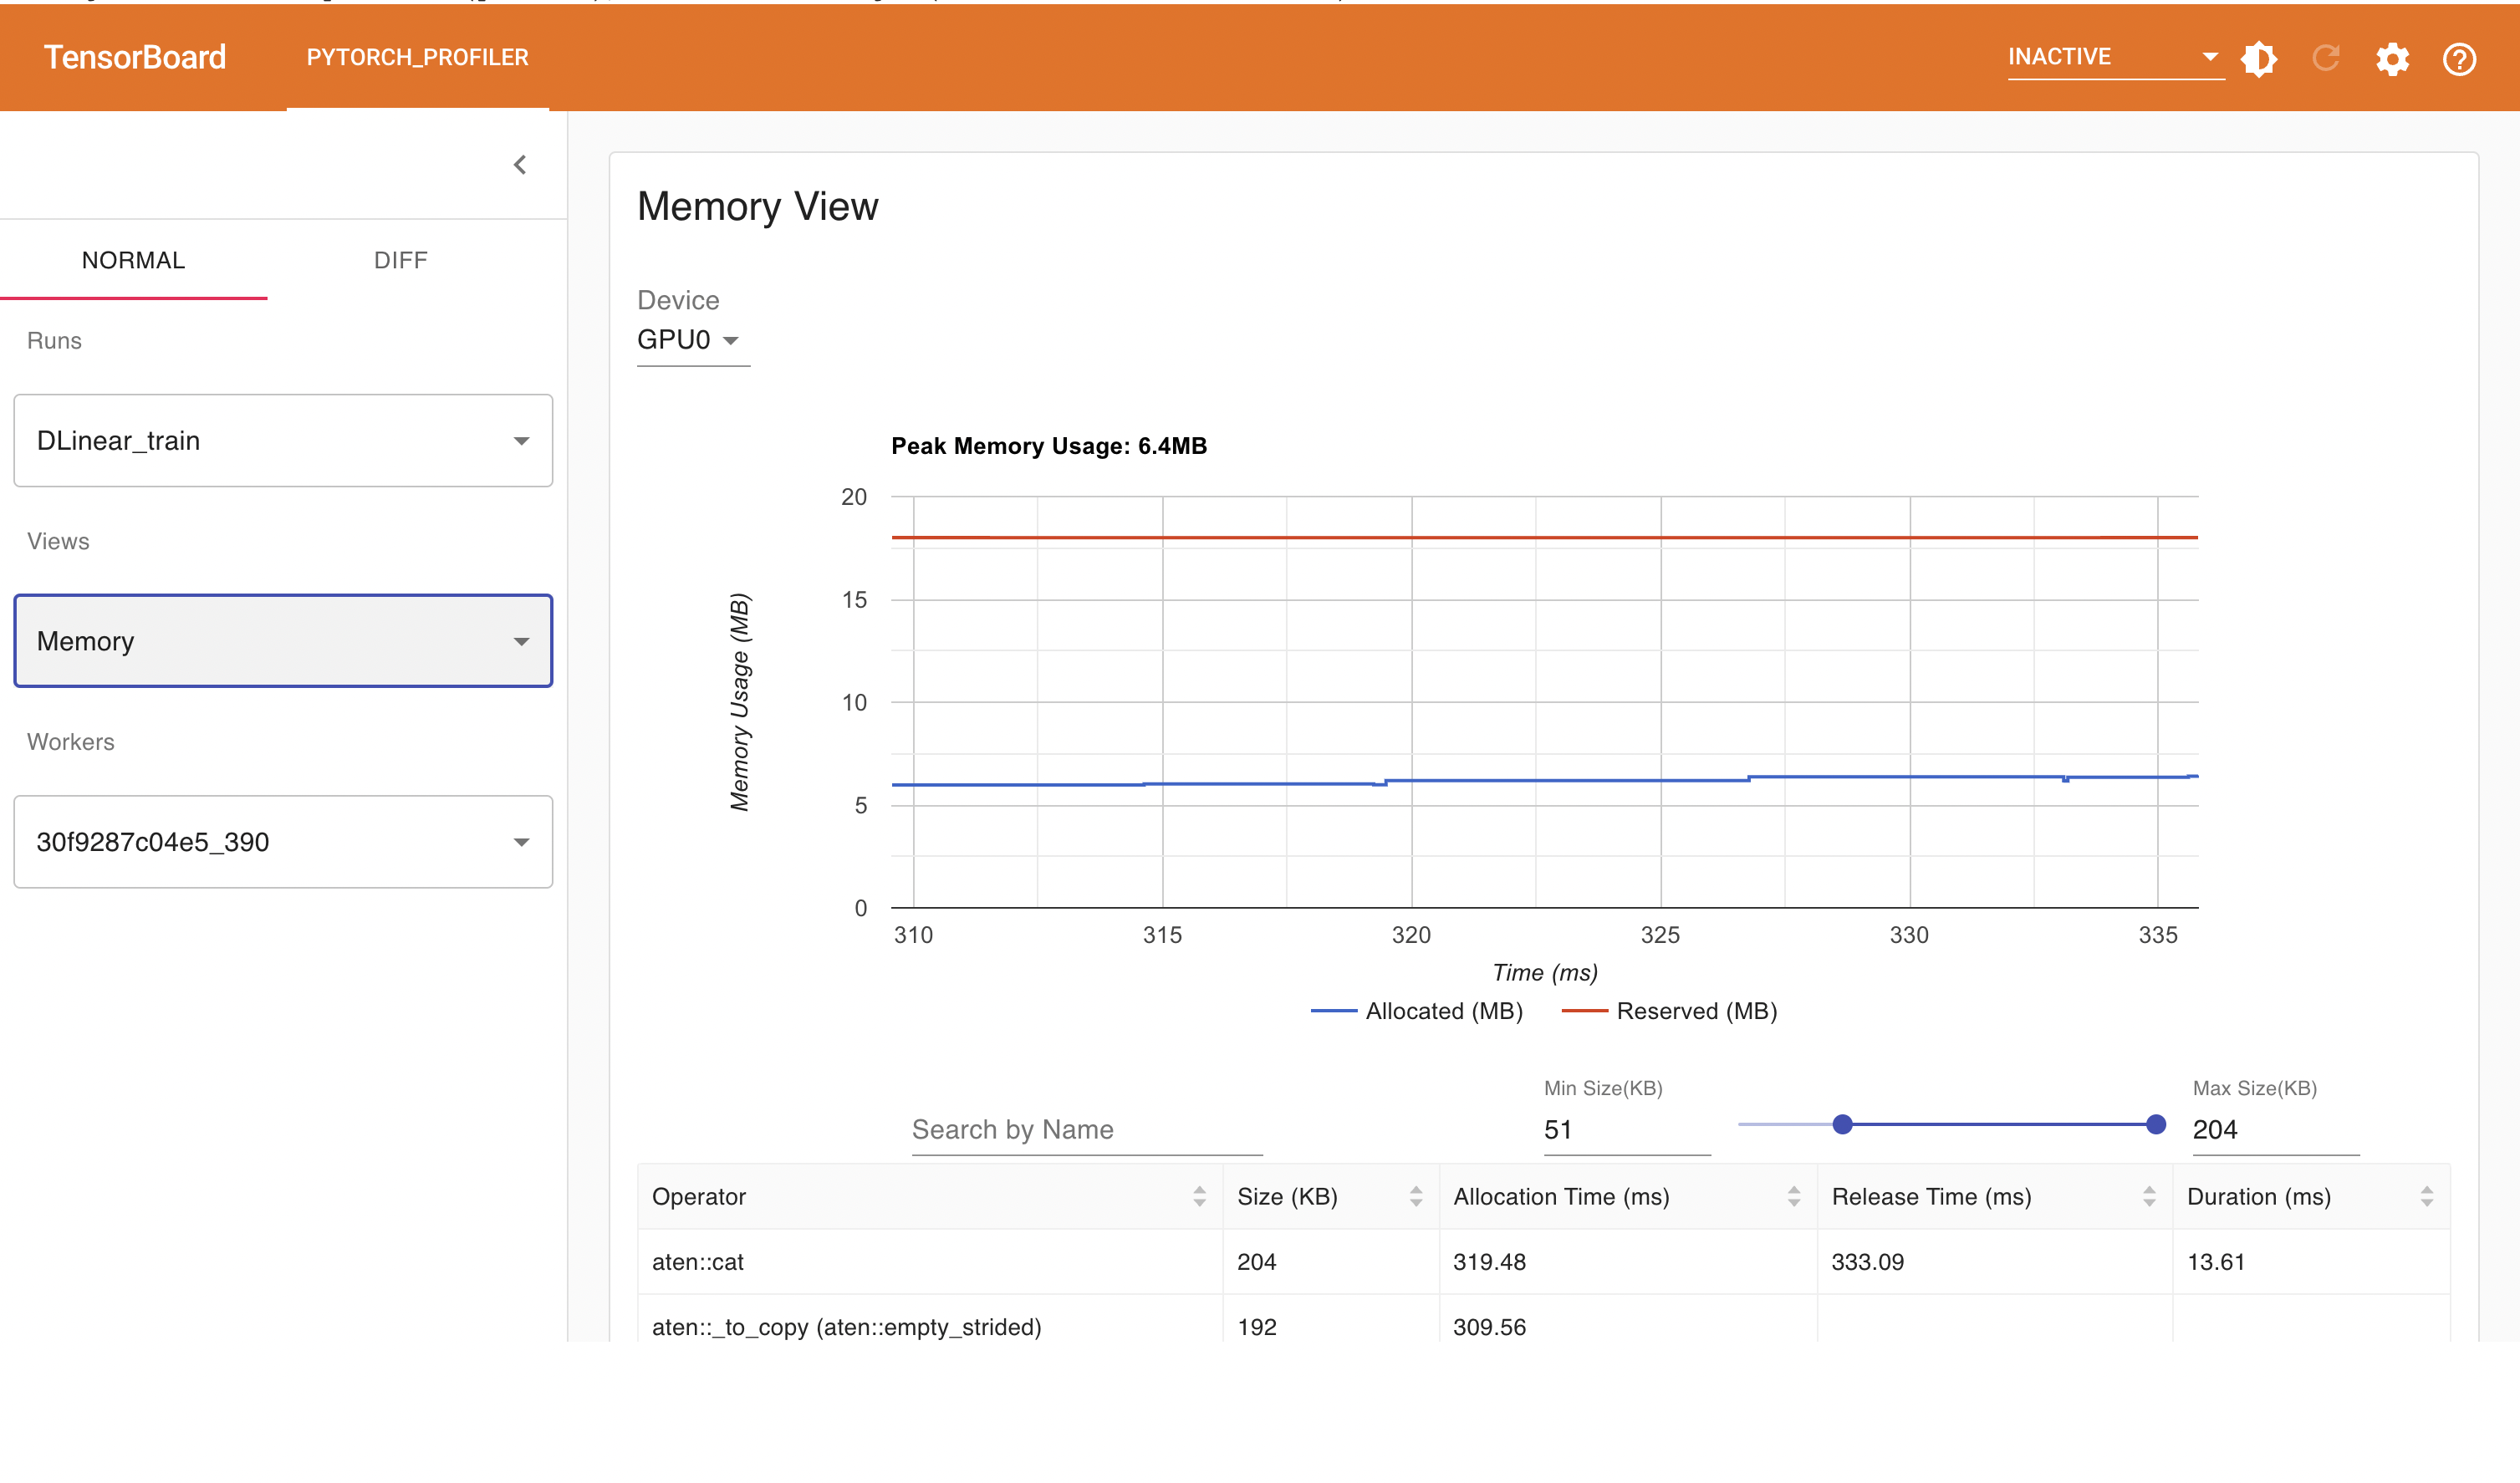 TensorBoard
PYTORCH_PROFILER
INACTIVE
NORMAL
DIFF
Runs
DLinear_train
Views
Memory
Workers
30f9287c04e5_390
Memory View
Device
GPU0
Peak Memory Usage: 6.4MB
Memory Usage (MB)
20
15
10
5
0
310 315 320 325 330 335
Time (ms)
Allocated (MB) Reserved (MB)
Search by Name
Min Size(KB)
51
Max Size(KB)
204
Operator Size (KB) Allocation Time (ms) Release Time (ms) Duration (ms)
aten::cat 204 319.48 333.09 13.61
aten::_to_copy (aten::empty_strided) 192 309.56